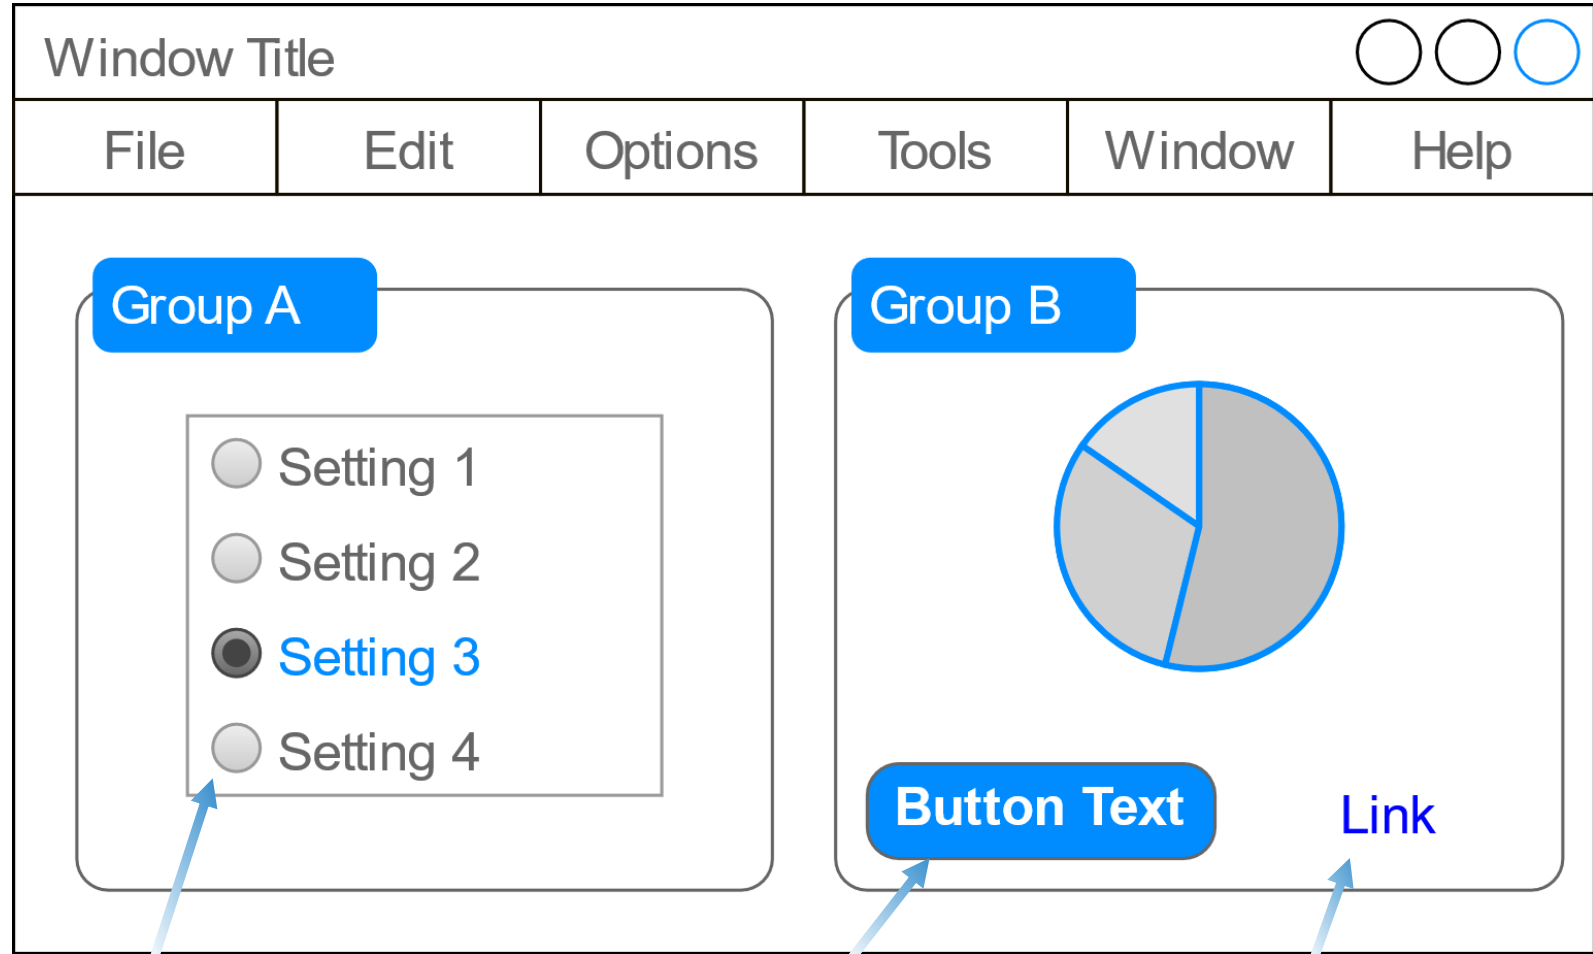 Window Title
File Edit Options Tools Window Help
Group A
Setting 1
Setting 2
Setting 3
Setting 4
Group B
Button Text
Link